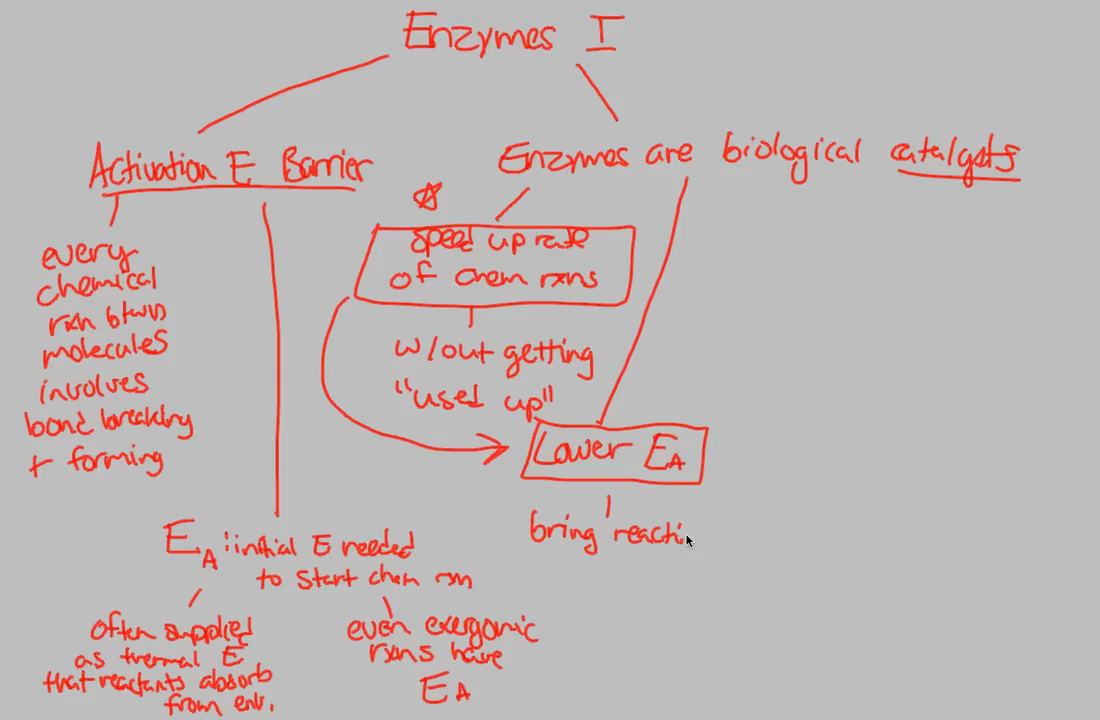 Enzymes I
Activation E Barrier
every
chemical
rxn btwn
molecules
involves
bond breaking
+ forming
EA: initial E needed
to start chem rxn
often supplied
as thermal E
that reactants absorb
from env.
even exergonic
rxns have
EA
Enzymes are biological catalysts
speed up rate
of chem rxns
w/out getting
"used up"
Lower EA
bring reacti